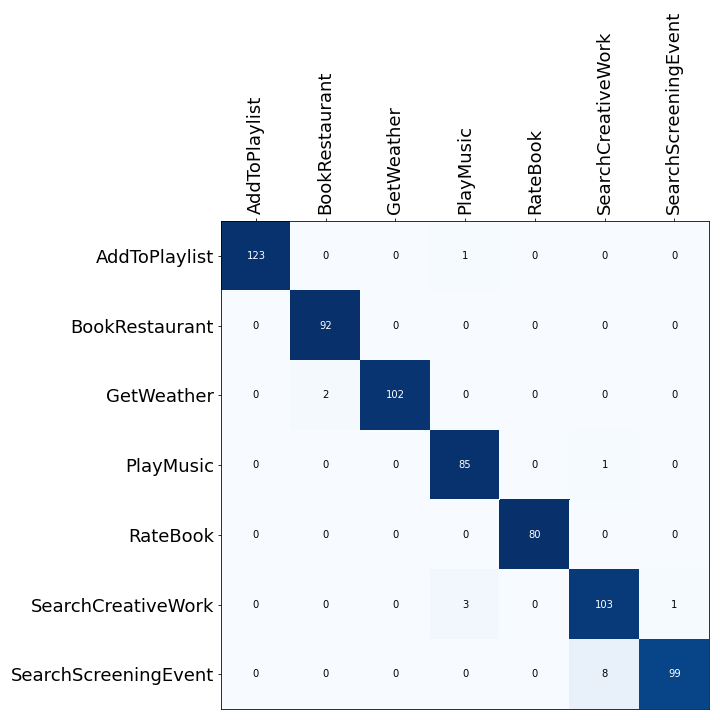 AddToPlaylist
BookRestaurant
GetWeather
PlayMusic
RateBook
SearchCreativeWork
SearchScreeningEvent
AddToPlaylist 123 0 0 1 0 0 0
BookRestaurant 0 92 0 0 0 0 0
GetWeather 0 2 102 0 0 0 0
PlayMusic 0 0 0 85 0 1 0
RateBook 0 0 0 0 80 0 0
SearchCreativeWork 0 0 0 3 0 103 1
SearchScreeningEvent 0 0 0 0 0 8 99